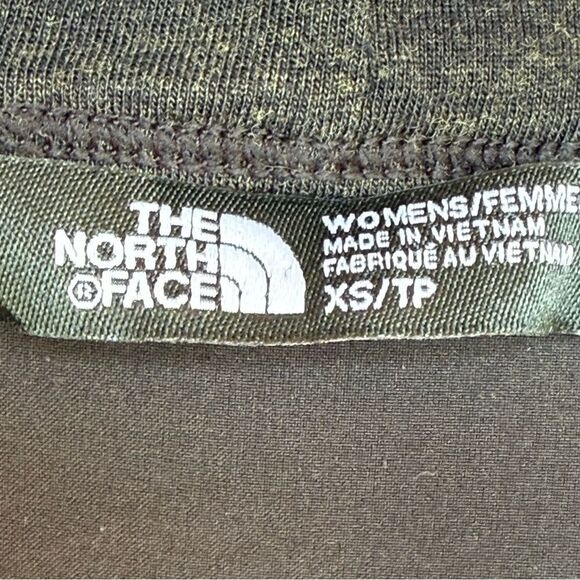 THE
NORTH
®FACE
WOMENS/FEMME
MADE IN VIETNAM
FABRIQUÉ AU VIETNAM
XS/TP